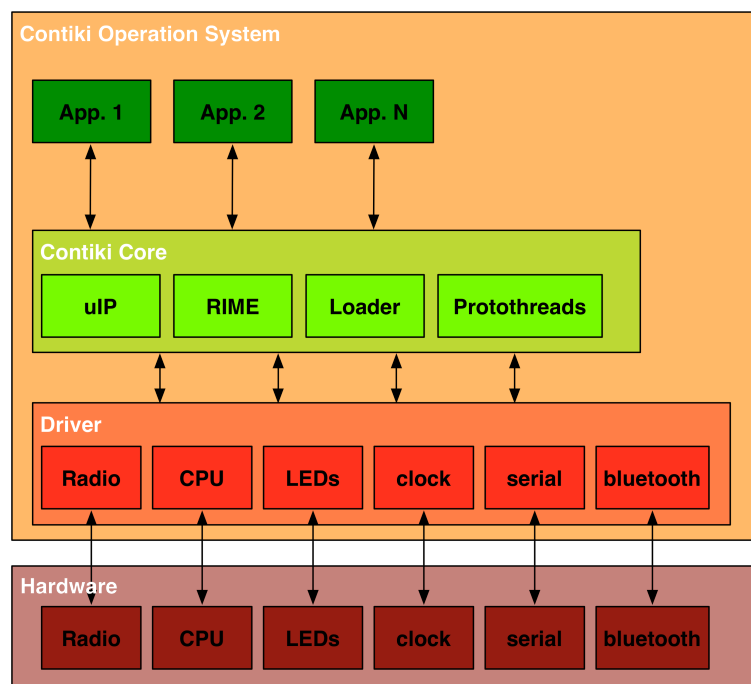 Contiki Operation System
App. 1
App. 2
App. N
Contiki Core
uIP
RIME
Loader
Protothreads
Driver
Radio
CPU
LEDs
clock
serial
bluetooth
Hardware
Radio
CPU
LEDs
clock
serial
bluetooth